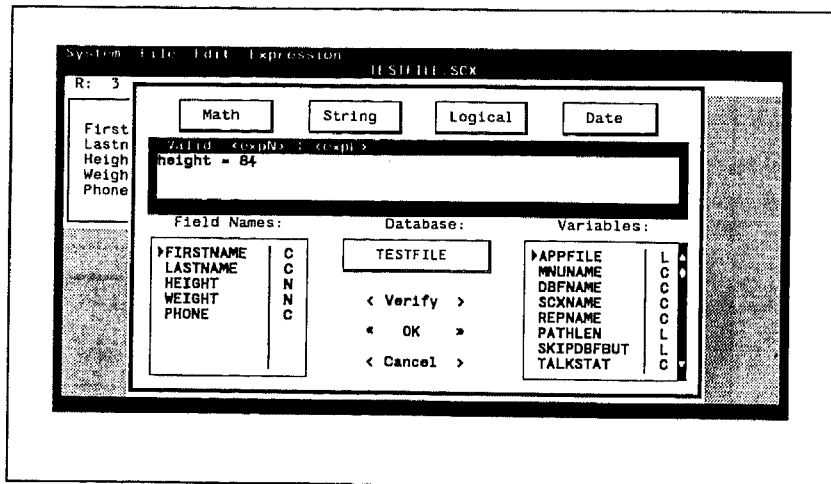 System File Edit Expression
TESTFILE.SCX
R: 3
Math String Logical Date
First
Lastn
Heigh
Weigh
Phone
Valid <expN> : <expL>
height = 84
Field Names: Database: Variables:
FIRSTNAME C
LASTNAME C
HEIGHT N
WEIGHT N
PHONE C
TESTFILE
< Verify >
« OK »
< Cancel >
APPFILE L
MNUNAME C
DBFNAME C
SCXNAME C
REPNAME C
PATHLEN L
SKIPDBFBUT L
TALKSTAT C